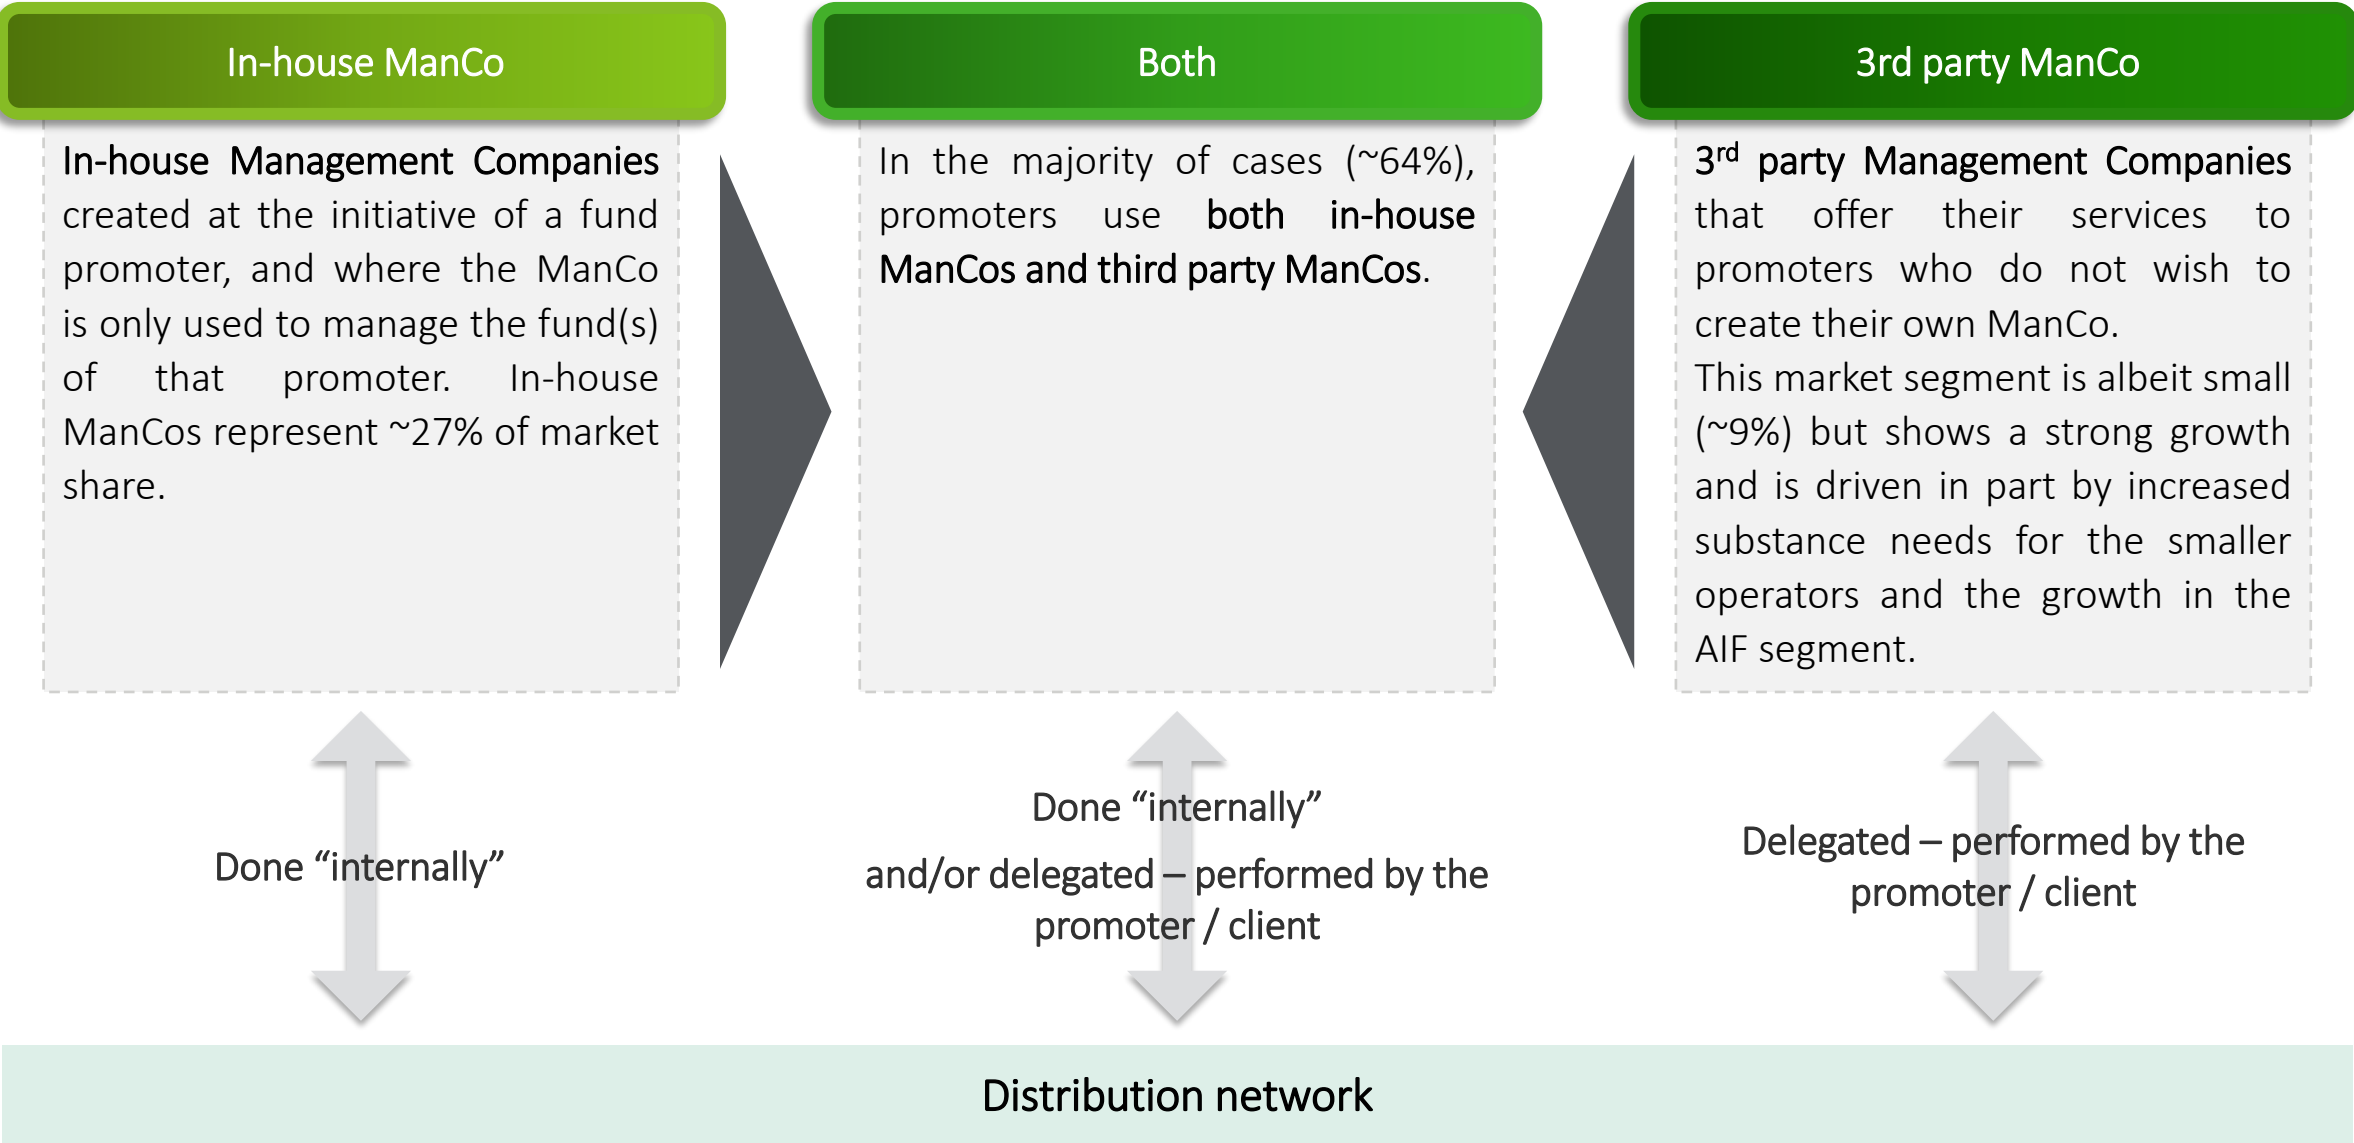 In-house ManCo
In-house Management Companies
created at the initiative of a fund
promoter, and where the ManCo
is only used to manage the fund(s)
of that promoter. In-house
ManCos represent ~27% of market
share.
Done “internally”
Both
In the majority of cases (~64%),
promoters use both in-house
ManCos and third party ManCos.
Done “internally”
and/or delegated – performed by the
promoter / client
3rd party ManCo
3rd party Management Companies
that offer their services to
promoters who do not wish to
create their own ManCo.
This market segment is albeit small
(~9%) but shows a strong growth
and is driven in part by increased
substance needs for the smaller
operators and the growth in the
AIF segment.
Delegated – performed by the
promoter / client
Distribution network